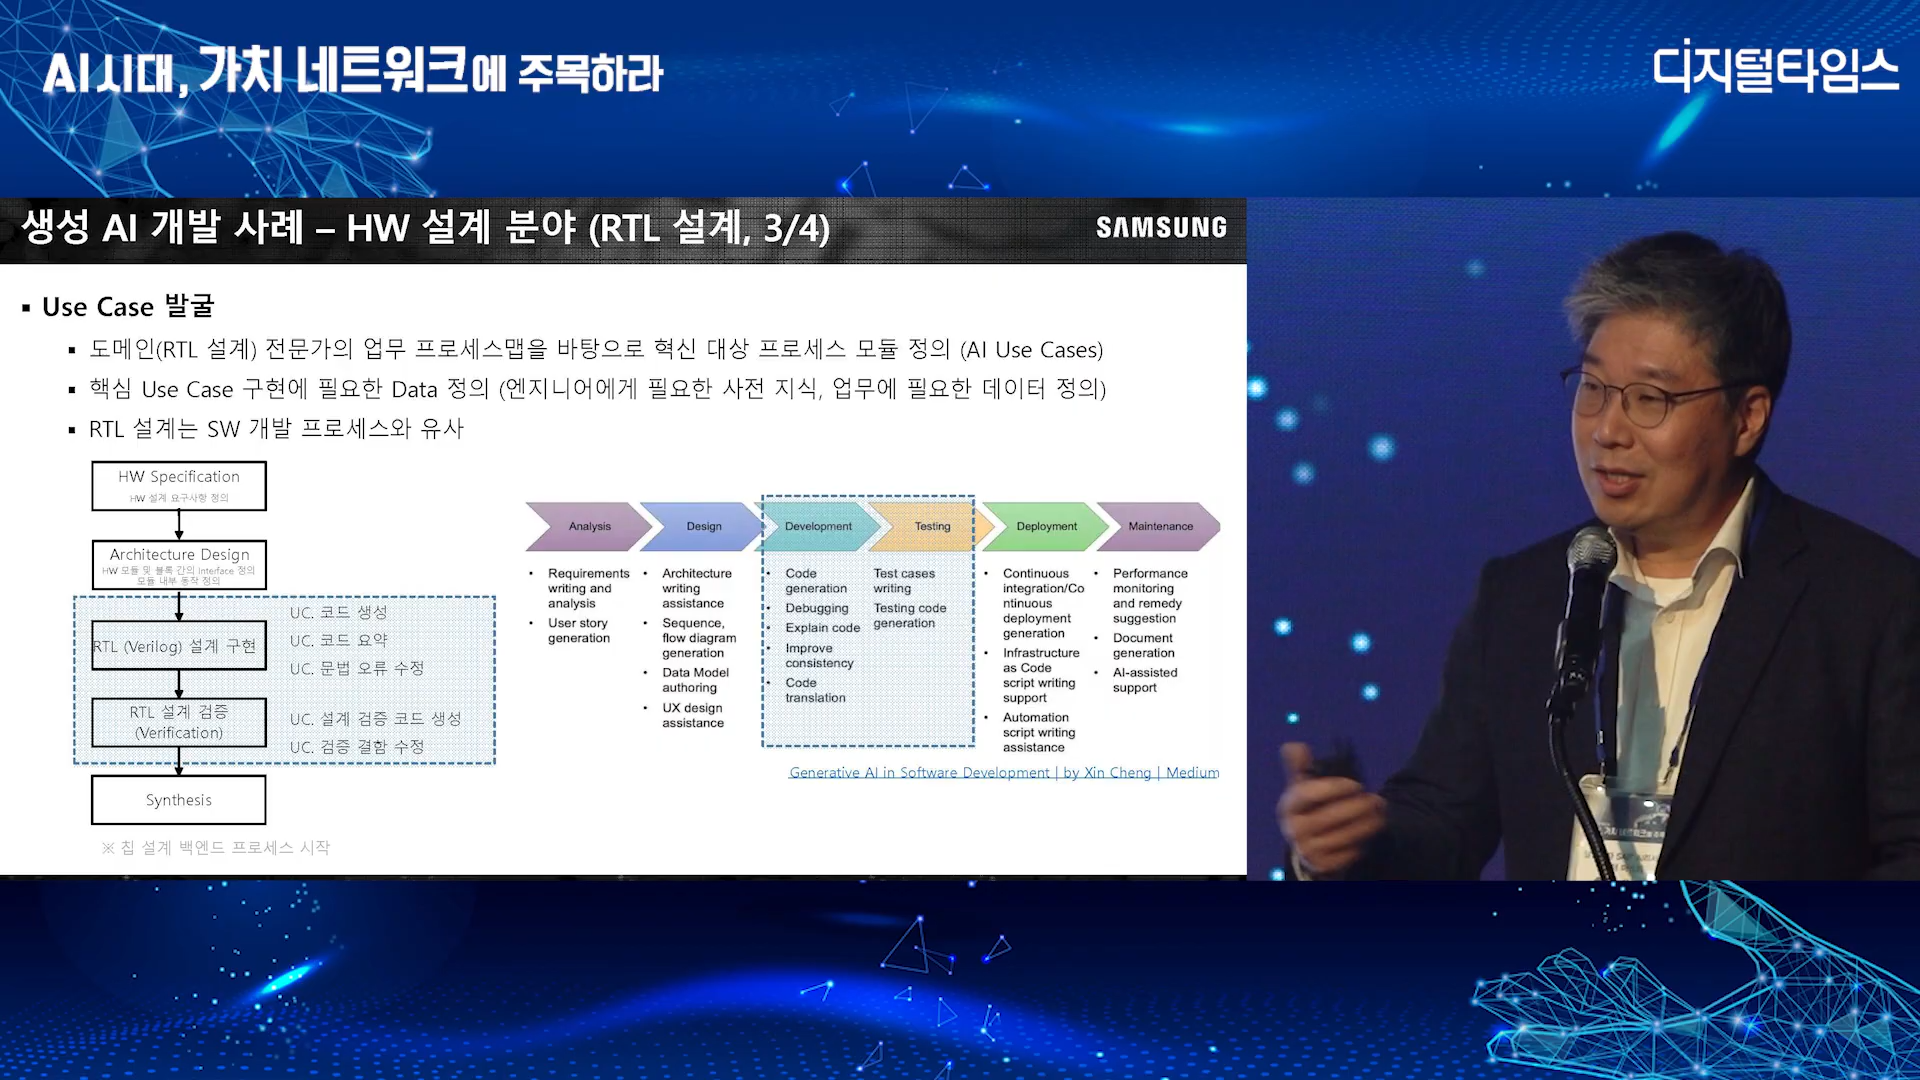 AI 시대, 가치 네트워크에 주목하라
디지털타임스
생성 AI 개발 사례 – HW 설계 분야 (RTL 설계, 3/4)
SAMSUNG
▪ Use Case 발굴
▪ 도메인(RTL 설계) 전문가의 업무 프로세스맵을 바탕으로 혁신 대상 프로세스 모듈 정의 (AI Use Cases)
▪ 핵심 Use Case 구현에 필요한 Data 정의 (엔지니어에게 필요한 사전 지식, 업무에 필요한 데이터 정의)
▪ RTL 설계는 SW 개발 프로세스와 유사
HW Specification
HW 설계 요구사항 정의
Architecture Design
HW 모듈 및 블록 간의 Interface 정의
모듈 내부 동작 정의
RTL (Verilog) 설계 구현
UC. 코드 생성
UC. 코드 요약
UC. 문법 오류 수정
RTL 설계 검증
(Verification)
UC. 설계 검증 코드 생성
UC. 검증 결함 수정
Synthesis
※ 칩 설계 백엔드 프로세스 시작
Analysis
• Requirements
writing and
analysis
• User story
generation
Design
• Architecture
writing
assistance
• Sequence,
flow diagram
generation
• Data Model
authoring
• UX design
assistance
Development
• Code
generation
• Debugging
• Explain code
• Improve
consistency
• Code
translation
Testing
Test cases
writing
Testing code
generation
Deployment
• Continuous
integration/Co
ntinuous
deployment
generation
• Infrastructure
as Code
script writing
support
• Automation
script writing
assistance
Maintenance
• Performance
monitoring
and remedy
suggestion
• Document
generation
• AI-assisted
support
Generative AI in Software Development | by Xin Cheng | Medium
가치 네트워크에 주목